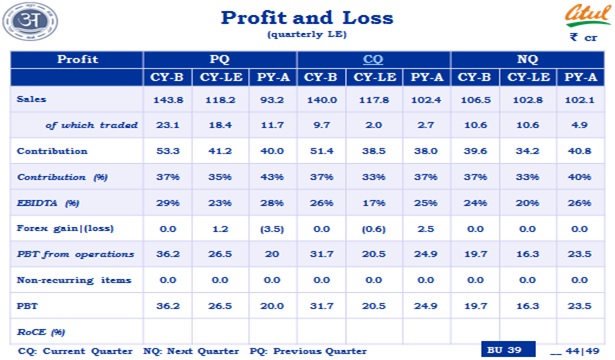 अ
Profit and Loss
(quarterly LE)
atul
₹ cr
Profit PQ CQ NQ
CY-B CY-LE PY-A CY-B CY-LE PY-A CY-B CY-LE PY-A
Sales 143.8 118.2 93.2 140.0 117.8 102.4 106.5 102.8 102.1
of which traded 23.1 18.4 11.7 9.7 2.0 2.7 10.6 10.6 4.9
Contribution 53.3 41.2 40.0 51.4 38.5 38.0 39.6 34.2 40.8
Contribution (%) 37% 35% 43% 37% 33% 37% 37% 33% 40%
EBIDTA (%) 29% 23% 28% 26% 17% 25% 24% 20% 26%
Forex gain|(loss) 0.0 1.2 (3.5) 0.0 (0.6) 2.5 0.0 0.0 0.0
PBT from operations 36.2 26.5 20 31.7 20.5 24.9 19.7 16.3 23.5
Non-recurring items 0.0 0.0 0.0 0.0 0.0 0.0 0.0 0.0 0.0
PBT 36.2 26.5 20.0 31.7 20.5 24.9 19.7 16.3 23.5
RoCE (%)
CQ: Current Quarter NQ: Next Quarter PQ: Previous Quarter BU 39 __ 44|49